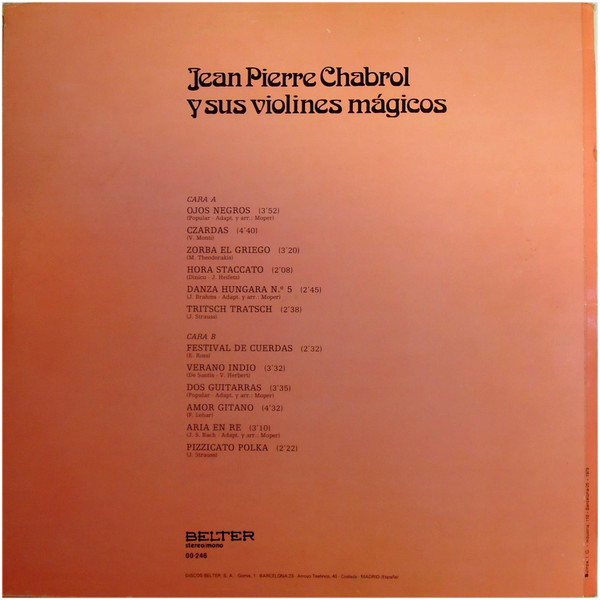 Jean Pierre Chabrol
y sus violines mágicos
CARA A
OJOS NEGROS (3'52)
(Popular - Adapt. y arr.: Moper)
CZARDAS (4'40)
(V. Monti)
ZORBA EL GRIEGO (3'20)
(M. Theodorakis)
HORA STACCATO (2'08)
(Dinicu - J. Heifetz)
DANZA HUNGARA N.º 5 (2'45)
(J. Brahms - Adapt. y arr.: Moper)
TRITSCH TRATSCH (2'38)
(J. Strauss)
CARA B
FESTIVAL DE CUERDAS (2'32)
VERANO INDIO (3'32)
(De Santis - V. Herbert)
DOS GUITARRAS (3'35)
(Popular - Adapt. y arr.: Moper)
AMOR GITANO (4'32)
(F. Lehar)
ARIA EN RE (3'10)
(J. S. Bach - Adapt. y arr.: Moper)
PIZZICATO POLKA (2'22)
(J. Strauss)
BELTER
stereo/mono
00-246
DISCOS BELTER, S. A. BARCELONA MADRID (España)